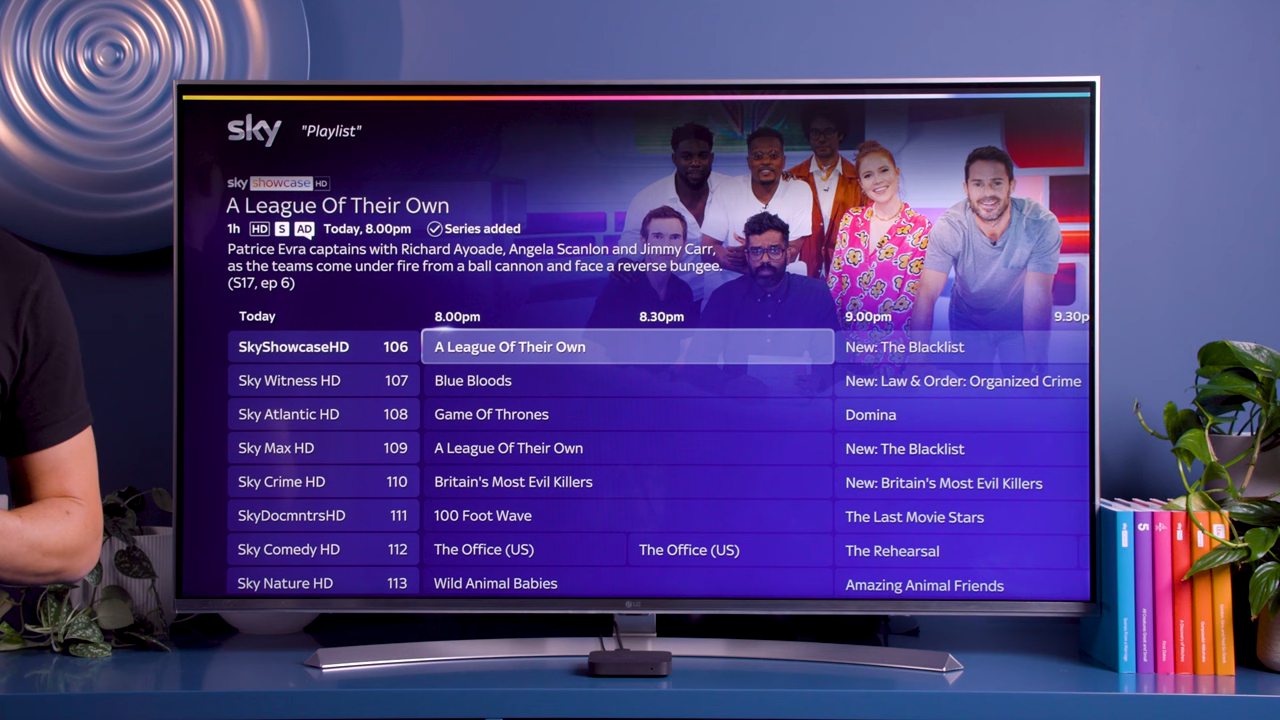 sky "Playlist"
sky showcase HD
A League Of Their Own
1h HD S AD Today, 8.00pm Series added
Patrice Evra captains with Richard Ayoade, Angela Scanlon and Jimmy Carr,
as the teams come under fire from a ball cannon and face a reverse bungee.
(S17, ep 6)
Today 8.00pm 8.30pm 9.00pm 9.30p
SkyShowcaseHD 106 A League Of Their Own New: The Blacklist
Sky Witness HD 107 Blue Bloods New: Law & Order: Organized Crime
Sky Atlantic HD 108 Game Of Thrones Domina
Sky Max HD 109 A League Of Their Own New: The Blacklist
Sky Crime HD 110 Britain's Most Evil Killers New: Britain's Most Evil Killers
SkyDocmntrsHD 111 100 Foot Wave The Last Movie Stars
Sky Comedy HD 112 The Office (US) The Office (US) The Rehearsal
Sky Nature HD 113 Wild Animal Babies Amazing Animal Friends
LG